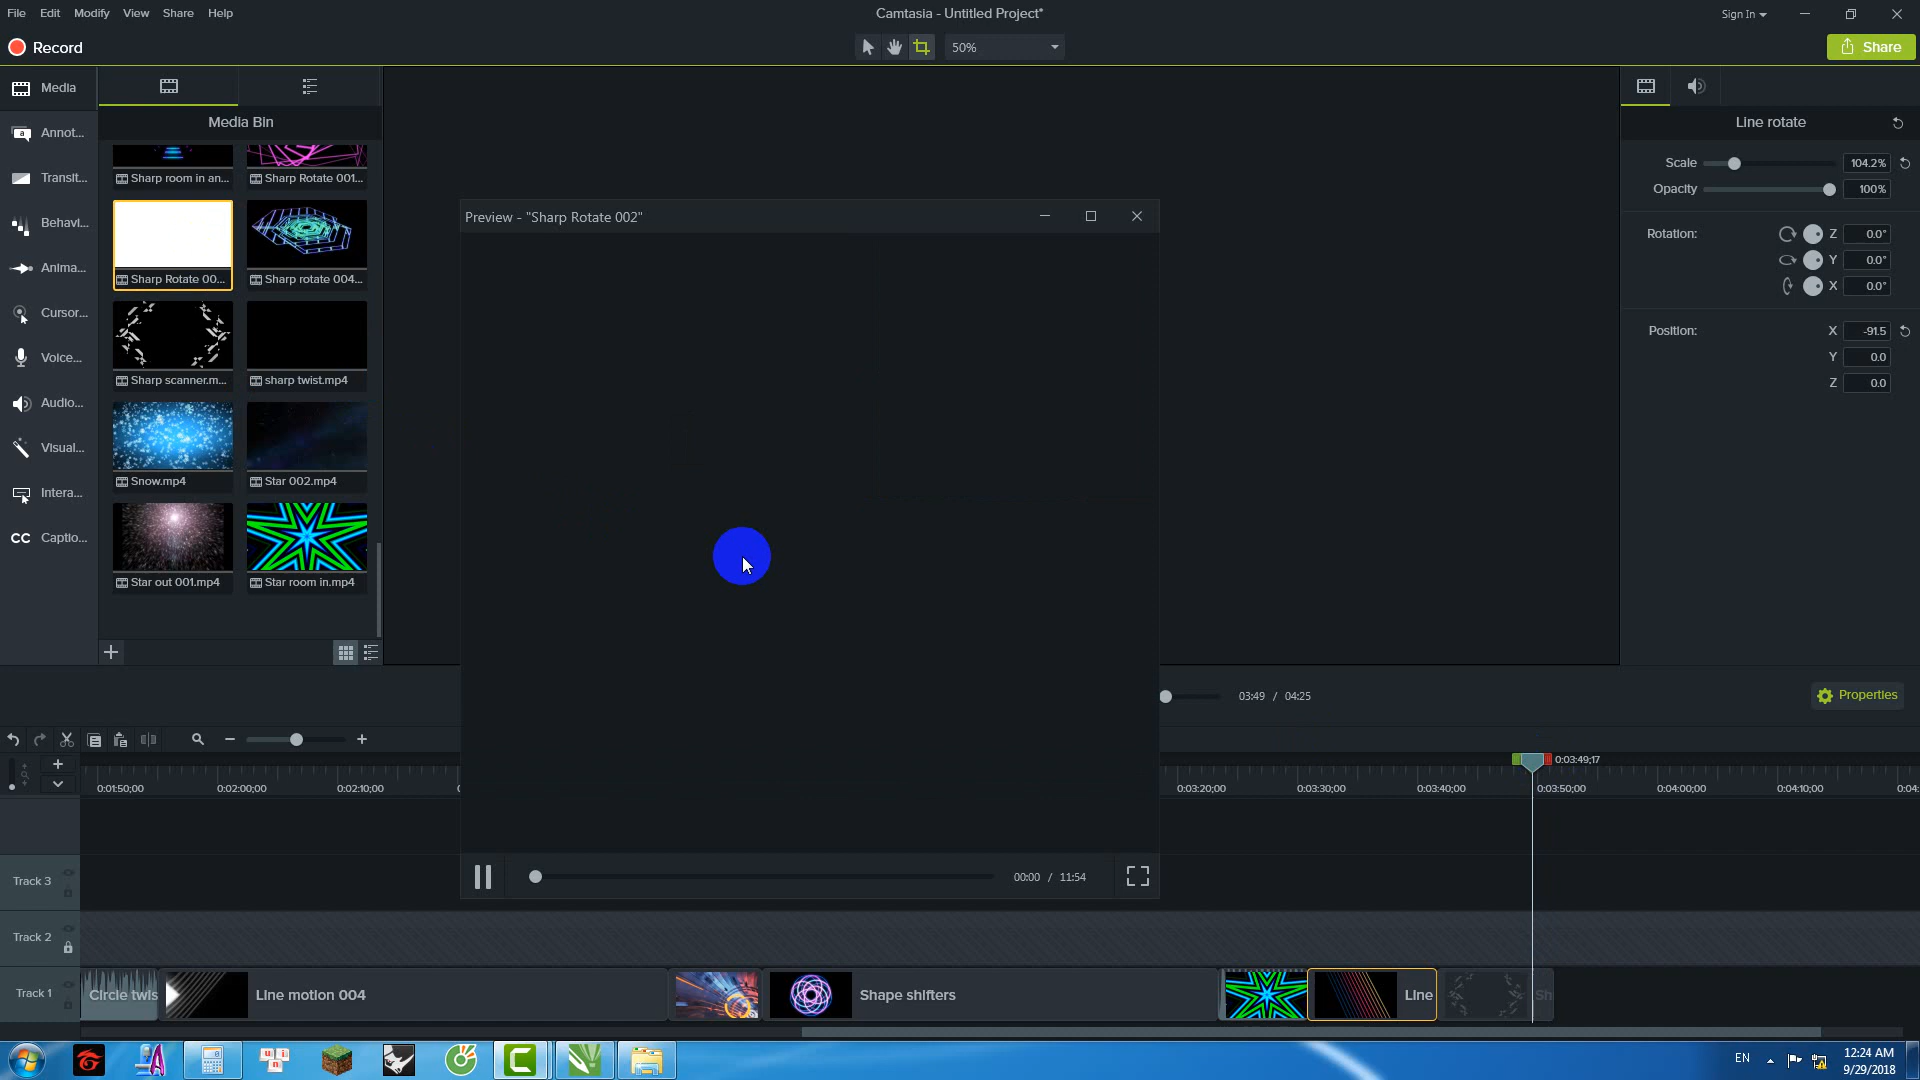 File Edit Modify View Share Help
Camtasia - Untitled Project*
Sign In
Record
50%
Share
Media
Annot...
Transit...
Behavi...
Anima...
Cursor...
Voice...
Audio...
Visual...
Intera...
CC Captio...
Media Bin
Sharp room in an...
Sharp Rotate 001...
Sharp Rotate 00...
Sharp rotate 004...
Sharp scanner.m...
sharp twist.mp4
Snow.mp4
Star 002.mp4
Star out 001.mp4
Star room in.mp4
Preview - "Sharp Rotate 002"
00:00 / 11:54
Line rotate
Scale 104.2%
Opacity 100%
Rotation: Z 0.0°
Y 0.0°
X 0.0°
Position: X -91.5
Y 0.0
Z 0.0
03:49 / 04:25
Properties
0:03:49;17
0:01:50;00 0:02:00;00 0:02:10;00 0:03:20;00 0:03:30;00 0:03:40;00 0:03:50;00 0:04:00;00 0:04:10;00 0:04:
Track 3
Track 2
Track 1
Circle twis
Line motion 004
Shape shifters
Line
Sh
EN
12:24 AM
9/29/2018